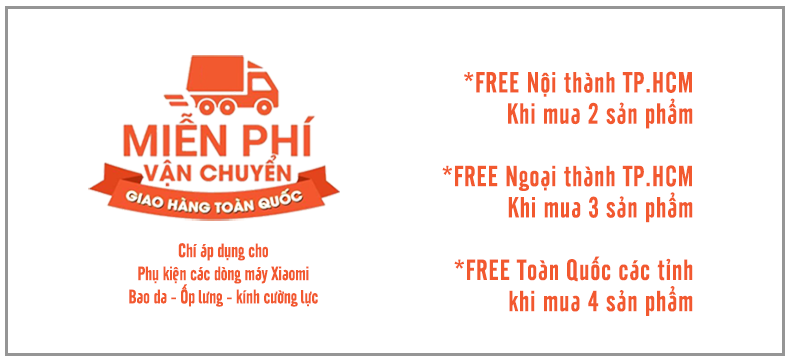 MIỄN PHÍ
VẬN CHUYỂN
GIAO HÀNG TOÀN QUỐC
Chỉ áp dụng cho
Phụ kiện các dòng máy Xiaomi
Bao da - Ốp lưng - kính cường lực
*FREE Nội thành TP.HCM
Khi mua 2 sản phẩm
*FREE Ngoại thành TP.HCM
Khi mua 3 sản phẩm
*FREE Toàn Quốc các tỉnh
khi mua 4 sản phẩm